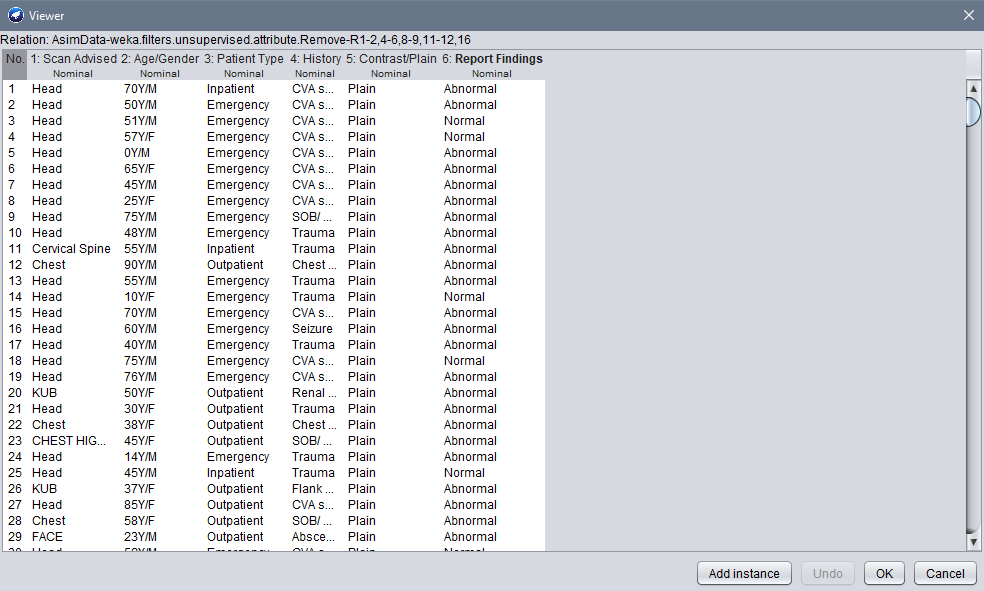 Viewer
Relation: AsimData-weka.filters.unsupervised.attribute.Remove-R1-2,4-6,8-9,11-12,16
No. 1: Scan Advised 2: Age/Gender 3: Patient Type 4: History 5: Contrast/Plain 6: Report Findings
Nominal Nominal Nominal Nominal Nominal Nominal
1 Head 70Y/M Inpatient CVA s... Plain Abnormal
2 Head 50Y/M Emergency CVA s... Plain Abnormal
3 Head 51Y/M Emergency CVA s... Plain Normal
4 Head 57Y/F Emergency CVA s... Plain Normal
5 Head 0Y/M Emergency CVA s... Plain Abnormal
6 Head 65Y/F Emergency CVA s... Plain Abnormal
7 Head 45Y/M Emergency CVA s... Plain Abnormal
8 Head 25Y/F Emergency CVA s... Plain Abnormal
9 Head 75Y/M Emergency SOB/ ... Plain Abnormal
10 Head 48Y/M Emergency Trauma Plain Abnormal
11 Cervical Spine 55Y/M Inpatient Trauma Plain Abnormal
12 Chest 90Y/M Outpatient Chest ... Plain Abnormal
13 Head 55Y/M Emergency Trauma Plain Abnormal
14 Head 10Y/F Emergency Trauma Plain Normal
15 Head 70Y/M Emergency CVA s... Plain Abnormal
16 Head 60Y/M Emergency Seizure Plain Abnormal
17 Head 40Y/M Emergency Trauma Plain Abnormal
18 Head 75Y/M Emergency CVA s... Plain Normal
19 Head 76Y/M Emergency CVA s... Plain Abnormal
20 KUB 50Y/F Outpatient Renal ... Plain Abnormal
21 Head 30Y/F Outpatient Trauma Plain Abnormal
22 Chest 38Y/F Outpatient Chest ... Plain Abnormal
23 CHEST HIG... 45Y/F Outpatient SOB/ ... Plain Abnormal
24 Head 14Y/M Emergency Trauma Plain Abnormal
25 Head 45Y/M Inpatient Trauma Plain Normal
26 KUB 37Y/F Outpatient Flank ... Plain Abnormal
27 Head 85Y/F Outpatient CVA s... Plain Abnormal
28 Chest 58Y/F Outpatient SOB/ ... Plain Abnormal
29 FACE 23Y/M Outpatient Absce... Plain Abnormal
Add instance Undo OK Cancel